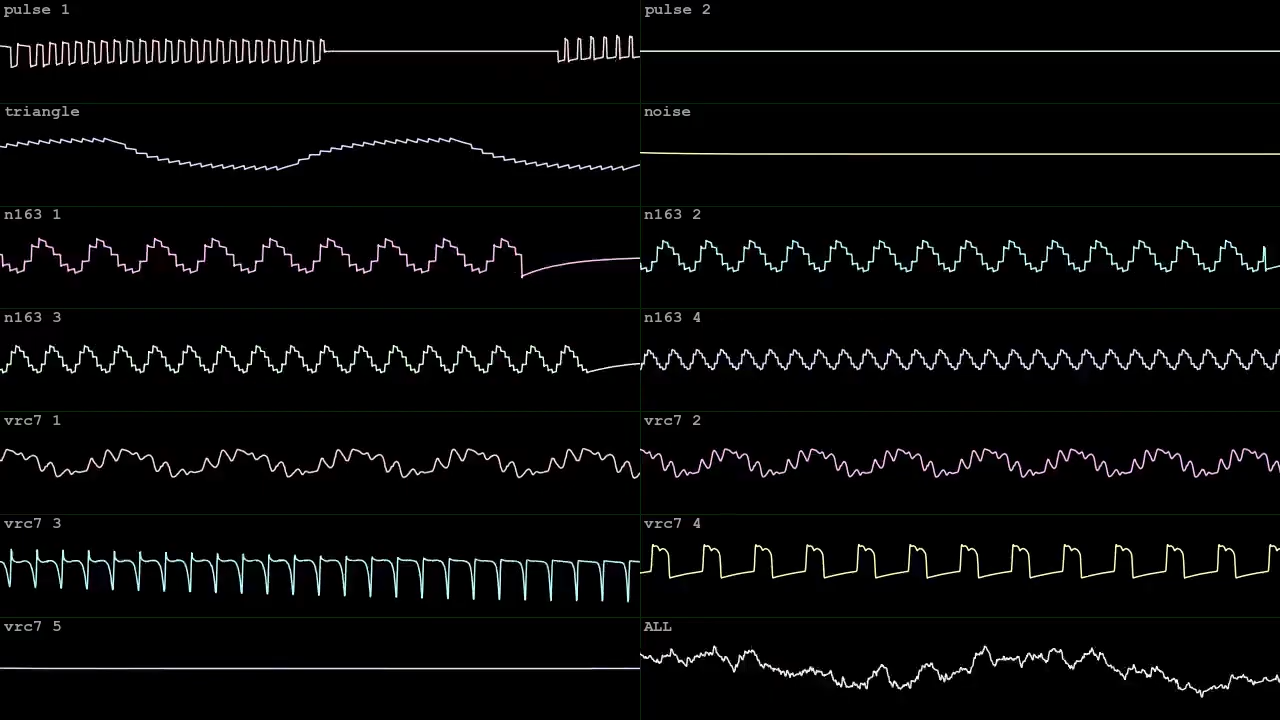 pulse 1
pulse 2
triangle
noise
n163 1
n163 2
n163 3
n163 4
vrc7 1
vrc7 2
vrc7 3
vrc7 4
vrc7 5
ALL